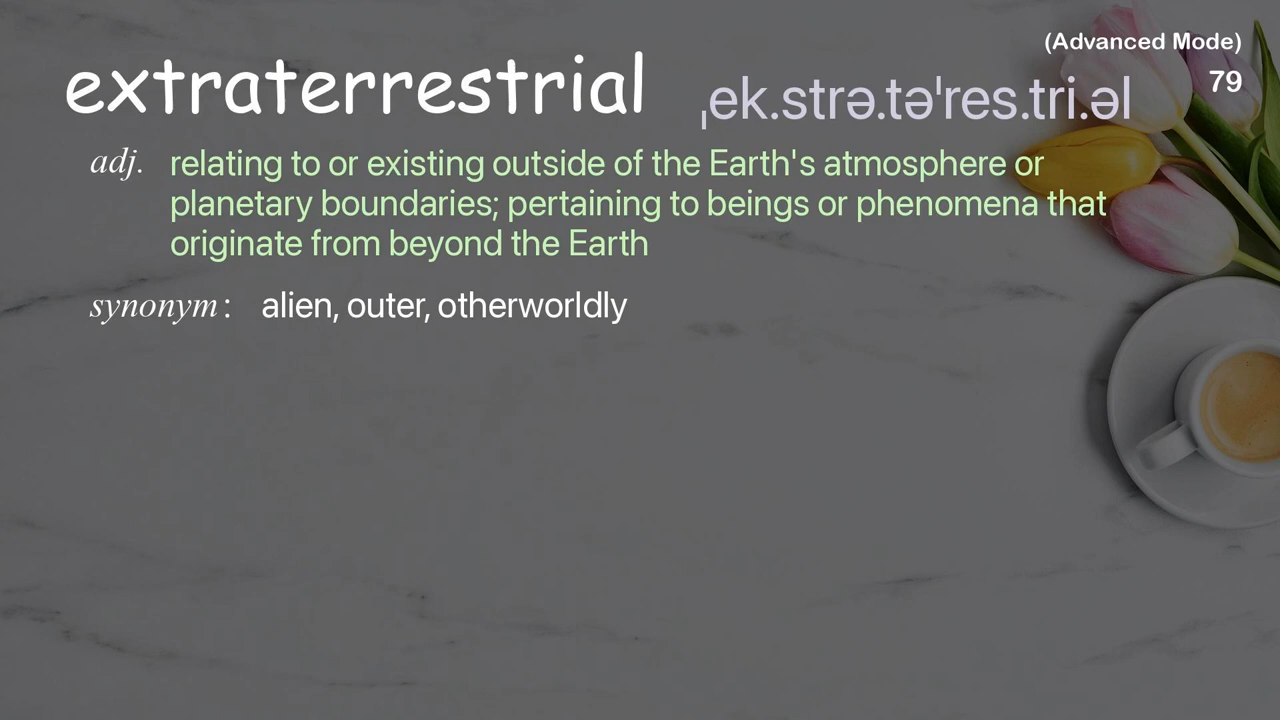 (Advanced Mode)
79
extraterrestrial ˌek.strə.təˈres.tri.əl
adj. relating to or existing outside of the Earth's atmosphere or
planetary boundaries; pertaining to beings or phenomena that
originate from beyond the Earth
synonym : alien, outer, otherworldly